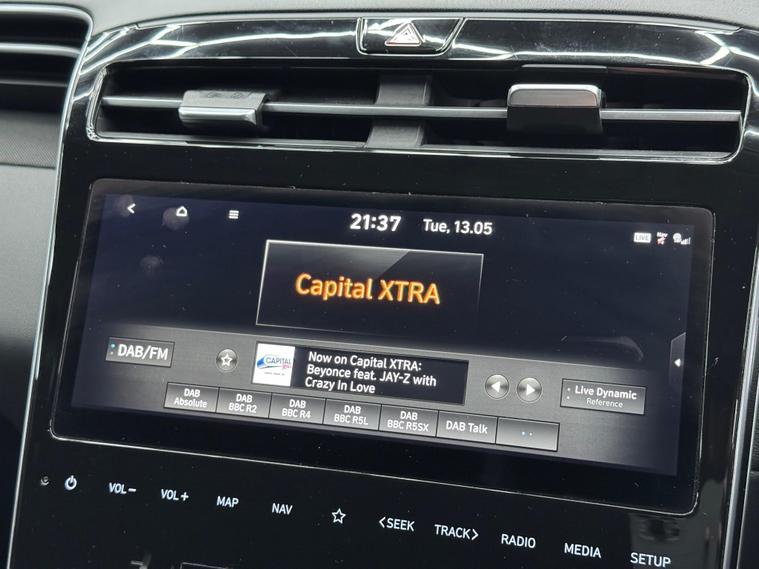 21:37 Tue, 13.05
LIVE
Capital XTRA
DAB/FM
CAPITAL
Now on Capital XTRA:
Beyonce feat. JAY-Z with
Crazy In Love
Live Dynamic
Reference
DAB
Absolute
DAB
BBC R2
DAB
BBC R4
DAB
BBC R5L
DAB
BBC R5SX
DAB Talk
VOL− VOL+ MAP NAV <SEEK TRACK> RADIO MEDIA SETUP